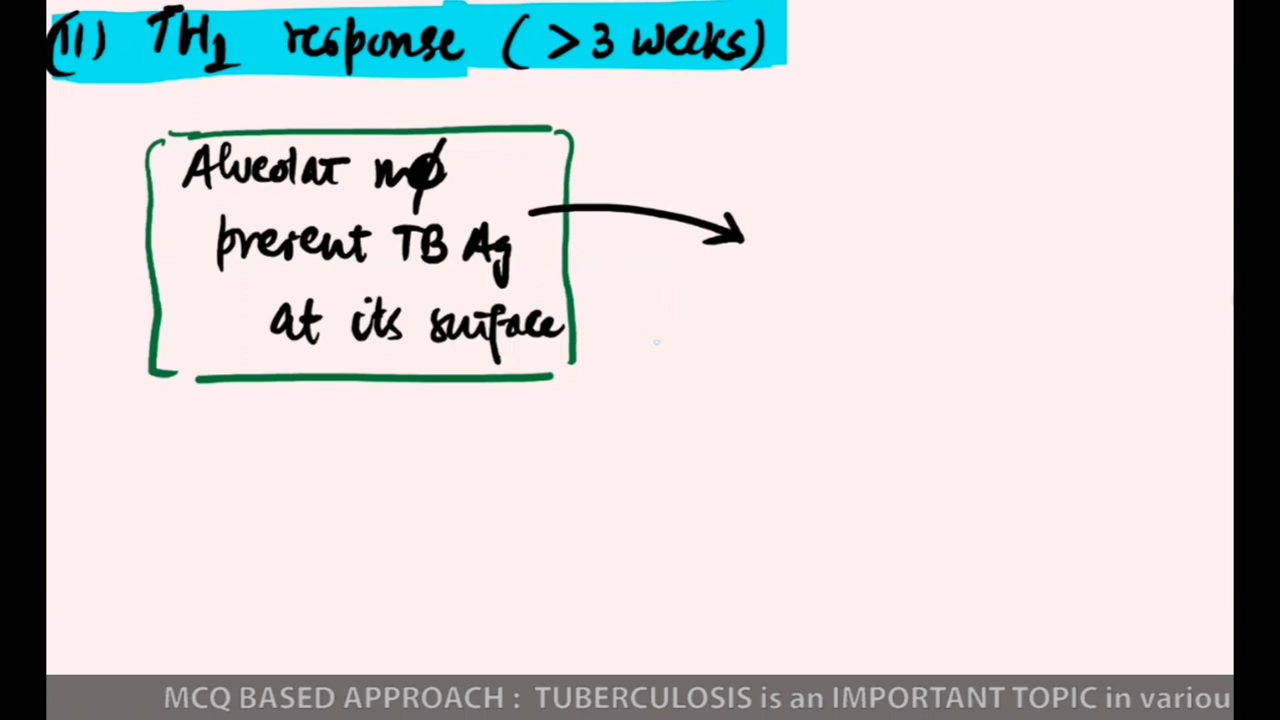 (II) TH1 response (>3 weeks)
Alveolar mφ
present TB Ag
at its surface
MCQ BASED APPROACH : TUBERCULOSIS is an IMPORTANT TOPIC in variou